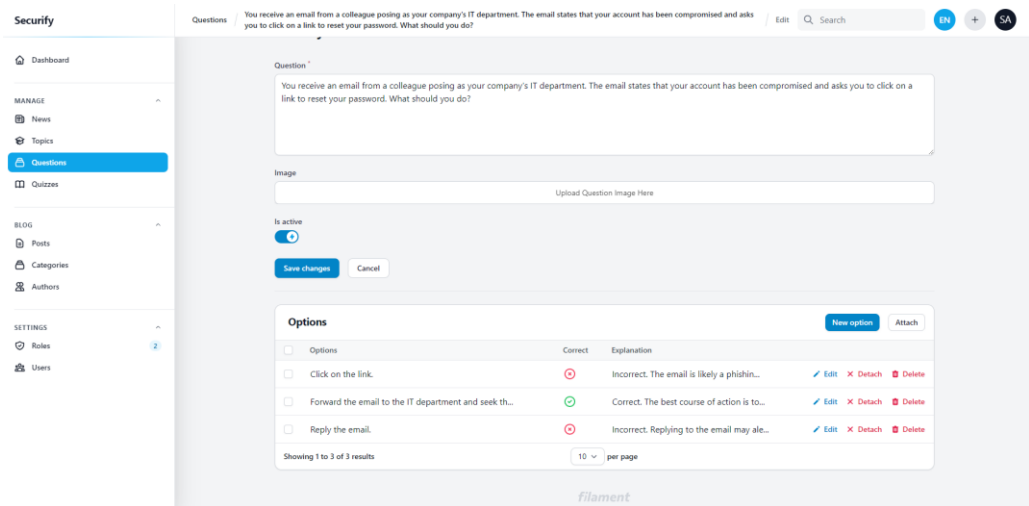 Securify
Questions / You receive an email from a colleague posing as your company's IT department. The email states that your account has been compromised and asks
you to click on a link to reset your password. What should you do? / Edit
Search
EN
+
SA
Dashboard
MANAGE
News
Topics
Questions
Quizzes
BLOG
Posts
Categories
Authors
SETTINGS
Roles 2
Users
Question *
You receive an email from a colleague posing as your company's IT department. The email states that your account has been compromised and asks you to click on a
link to reset your password. What should you do?
Image
Upload Question Image Here
Is active
Save changes Cancel
Options New option Attach
Options Correct Explanation
Click on the link. Incorrect. The email is likely a phishin... Edit Detach Delete
Forward the email to the IT department and seek th... Correct. The best course of action is to... Edit Detach Delete
Reply the email. Incorrect. Replying to the email may ale... Edit Detach Delete
Showing 1 to 3 of 3 results 10 per page
filament